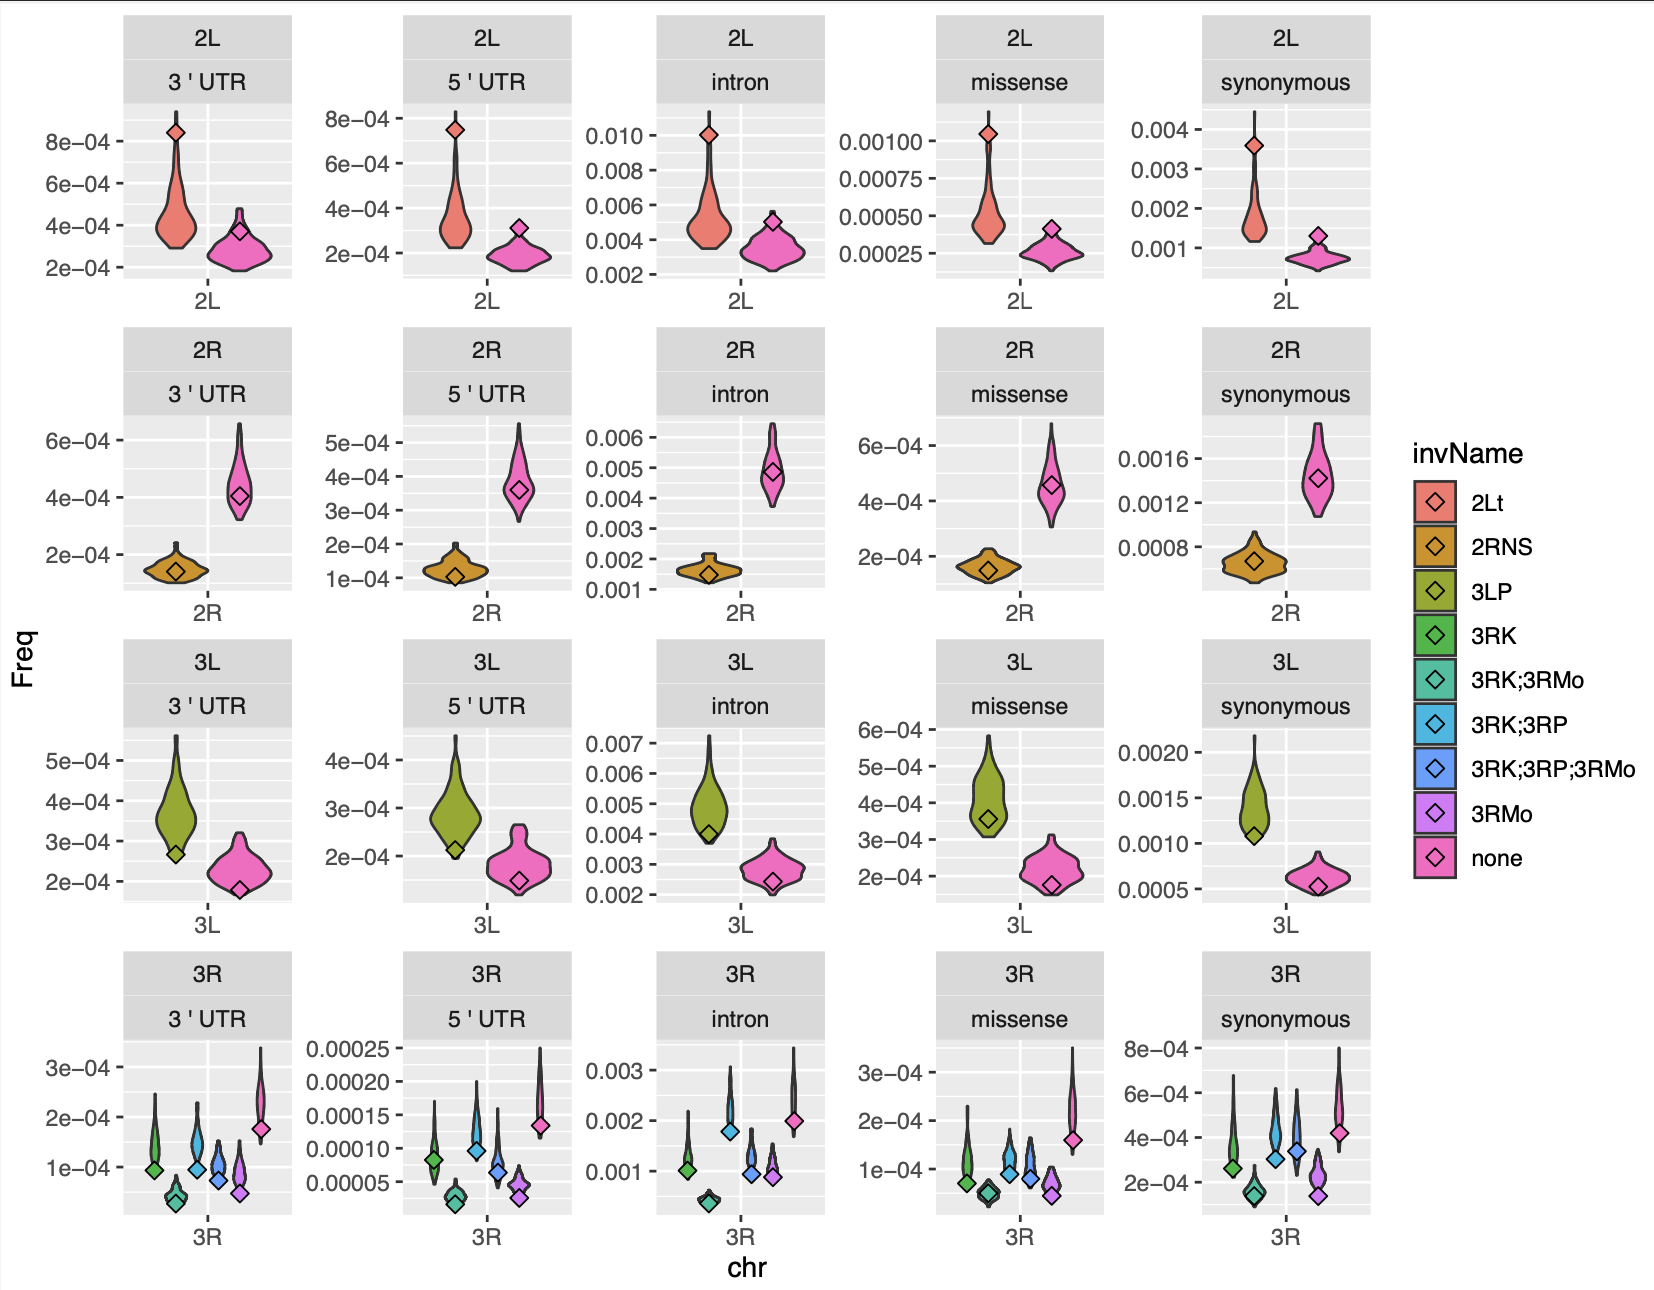 2L 2L 2L 2L 2L
3 ' UTR 5 ' UTR intron missense synonymous
8e−04 6e−04 4e−04 2e−04
8e−04 6e−04 4e−04 2e−04
0.010 0.008 0.006 0.004 0.002
0.00100 0.00075 0.00050 0.00025
0.004 0.003 0.002 0.001
2L 2L 2L 2L 2L
2R 2R 2R 2R 2R
3 ' UTR 5 ' UTR intron missense synonymous
6e−04 4e−04 2e−04
5e−04 4e−04 3e−04 2e−04 1e−04
0.006 0.005 0.004 0.003 0.002 0.001
6e−04 4e−04 2e−04
0.0016 0.0012 0.0008
2R 2R 2R 2R 2R
Freq
3L 3L 3L 3L 3L
3 ' UTR 5 ' UTR intron missense synonymous
5e−04 4e−04 3e−04 2e−04
4e−04 3e−04 2e−04
0.007 0.006 0.005 0.004 0.003 0.002
6e−04 5e−04 4e−04 3e−04 2e−04
0.0020 0.0015 0.0010 0.0005
3L 3L 3L 3L 3L
3R 3R 3R 3R 3R
3 ' UTR 5 ' UTR intron missense synonymous
3e−04 2e−04 1e−04
0.00025 0.00020 0.00015 0.00010 0.00005
0.003 0.002 0.001
3e−04 2e−04 1e−04
8e−04 6e−04 4e−04 2e−04
3R 3R 3R 3R 3R
chr
invName
2Lt
2RNS
3LP
3RK
3RK;3RMo
3RK;3RP
3RK;3RP;3RMo
3RMo
none